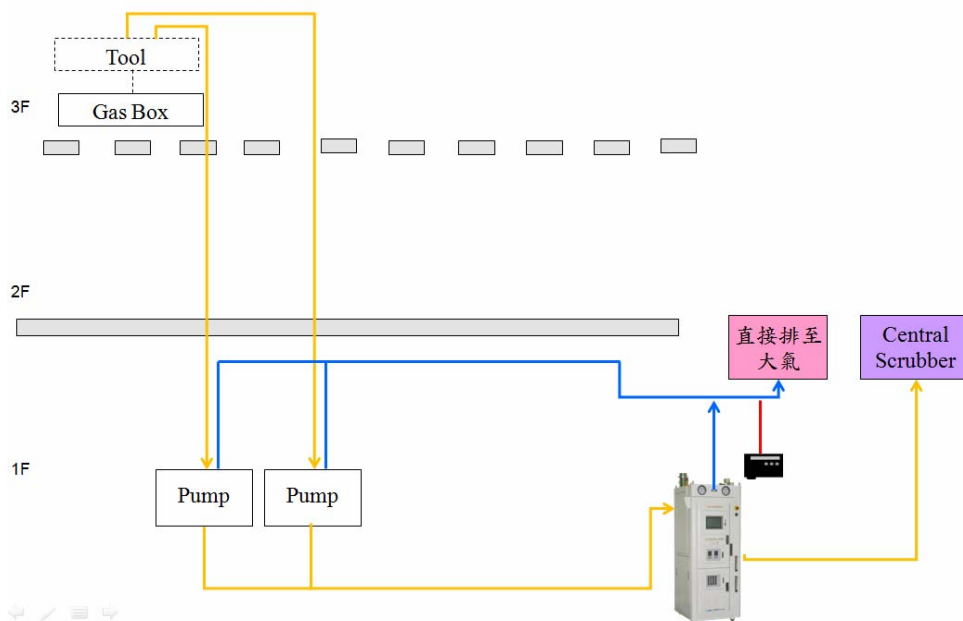 Tool
3F
Gas Box
2F
直接排至
大氣
Central
Scrubber
1F
Pump
Pump